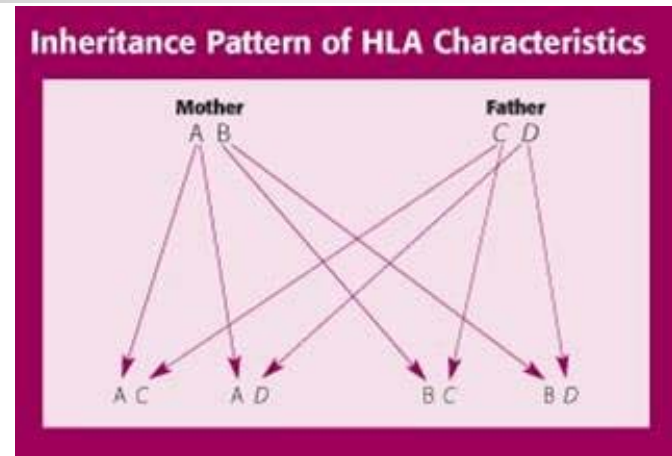 Inheritance Pattern of HLA Characteristics
Mother Father
A B C D
A C A D B C B D